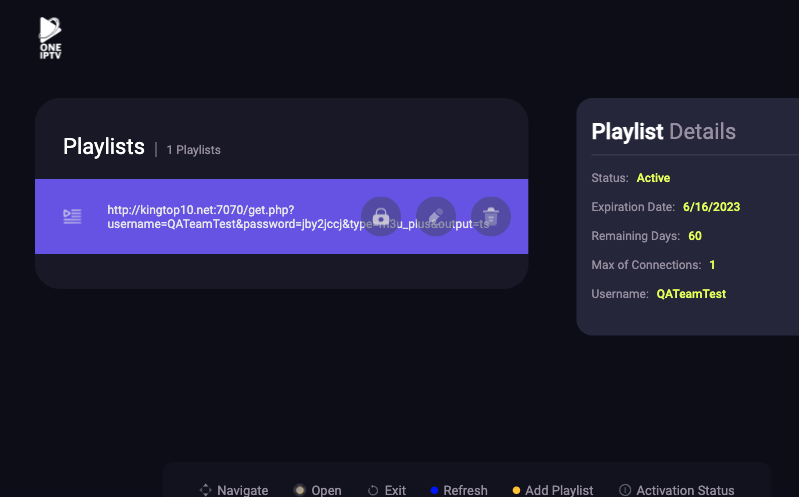 ONE
IPTV
Playlists | 1 Playlists
http://kingtop10.net:7070/get.php?
username=QATeamTest&password=jby2jccj&type=m3u_plus&output=ts
Playlist Details
Status: Active
Expiration Date: 6/16/2023
Remaining Days: 60
Max of Connections: 1
Username: QATeamTest
Navigate Open Exit Refresh Add Playlist Activation Status